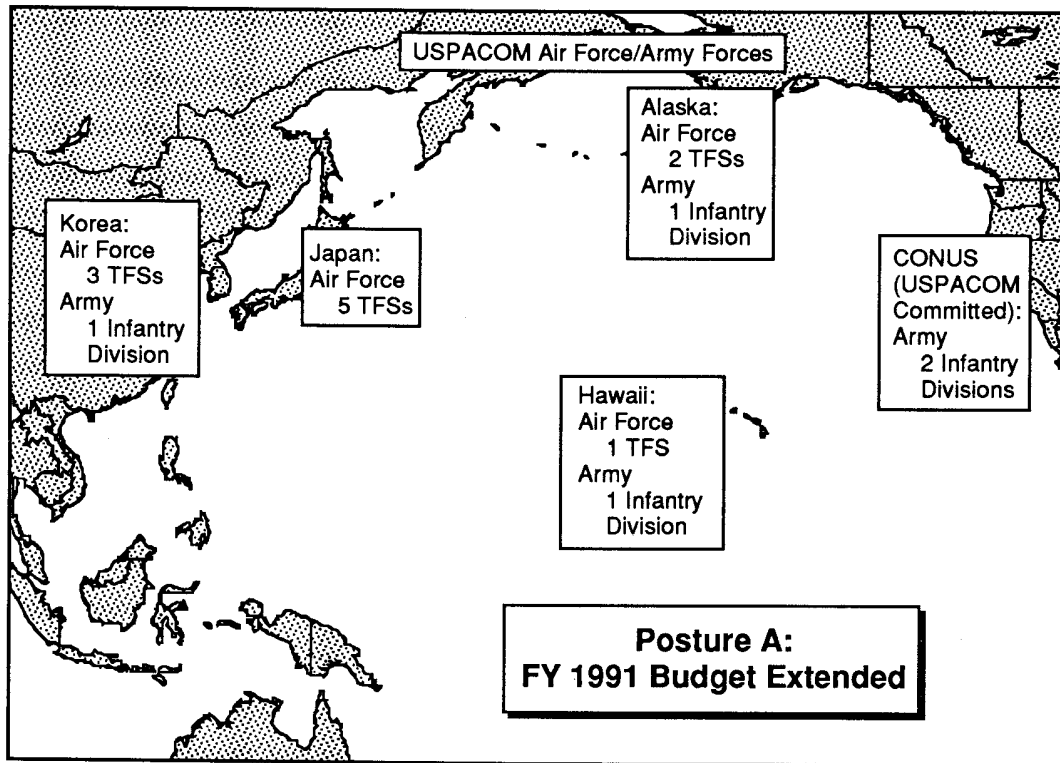 USPACOM Air Force/Army Forces
Alaska:
Air Force
2 TFSs
Army
1 Infantry
Division
Korea:
Air Force
3 TFSs
Army
1 Infantry
Division
Japan:
Air Force
5 TFSs
CONUS
(USPACOM
Committed):
Army
2 Infantry
Divisions
Hawaii:
Air Force
1 TFS
Army
1 Infantry
Division
Posture A:
FY 1991 Budget Extended